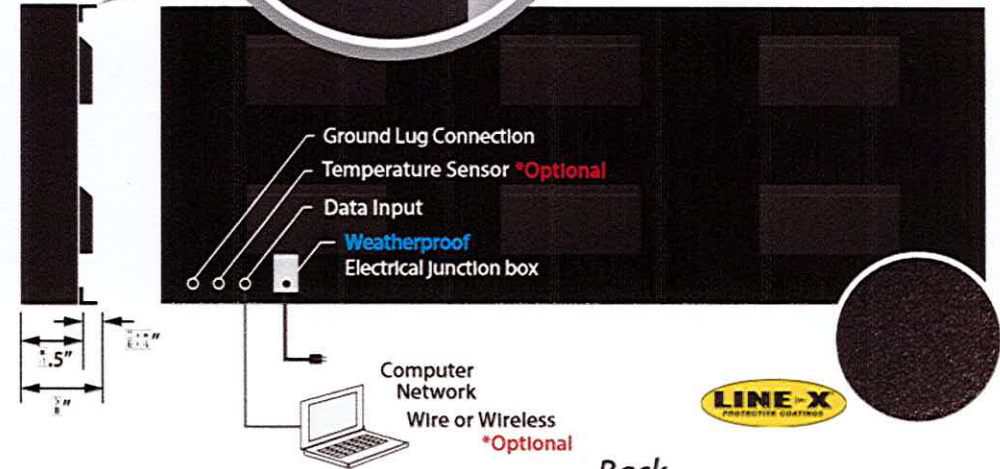 Ground Lug Connection
Temperature Sensor *Optional
Data Input
Weatherproof
Electrical Junction box
.5"
Computer
Network
Wire or Wireless
*Optional
LINE-X
PROTECTIVE COATINGS
Back